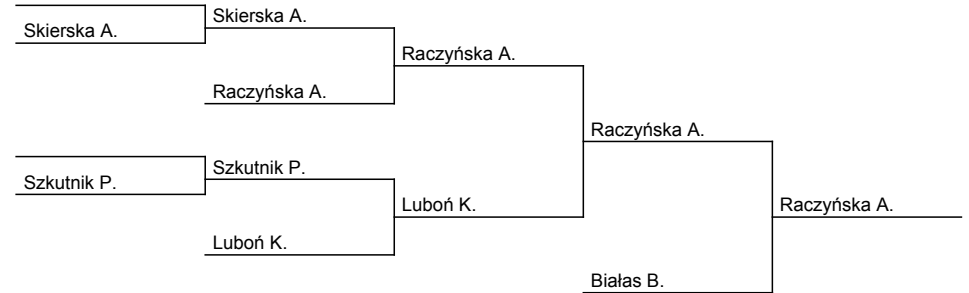 Skierska A.
Skierska A.
Raczyńska A.
Raczyńska A.
Raczyńska A.
Szkutnik P.
Szkutnik P.
Luboń K.
Raczyńska A.
Luboń K.
Białas B.